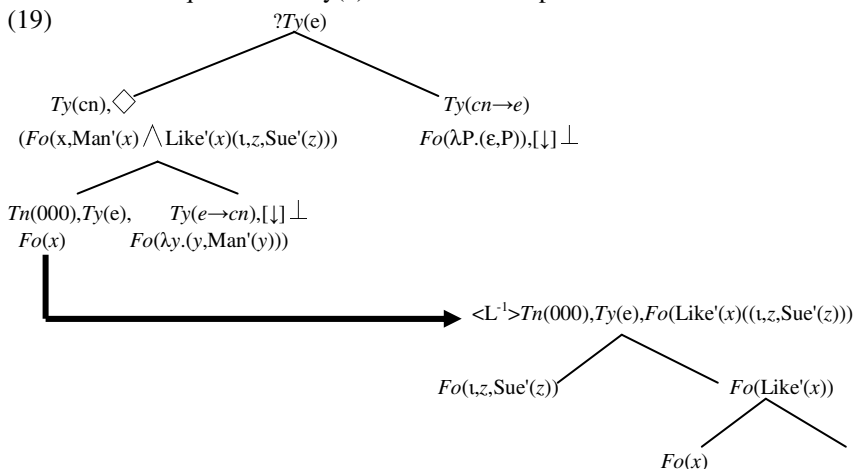 (19)
?Ty(e)
Ty(cn),◇
Ty(cn→e)
(Fo(x,Man'(x)∧Like'(x)(ι,z,Sue'(z)))
Fo(λP.(ε,P)),[↓]⊥
Tn(000),Ty(e),
Ty(e→cn),[↓]⊥
Fo(x)
Fo(λy.(y,Man'(y)))
<L⁻¹>Tn(000),Ty(e),Fo(Like'(x)((ι,z,Sue'(z)))
Fo(ι,z,Sue'(z))
Fo(Like'(x))
Fo(x)